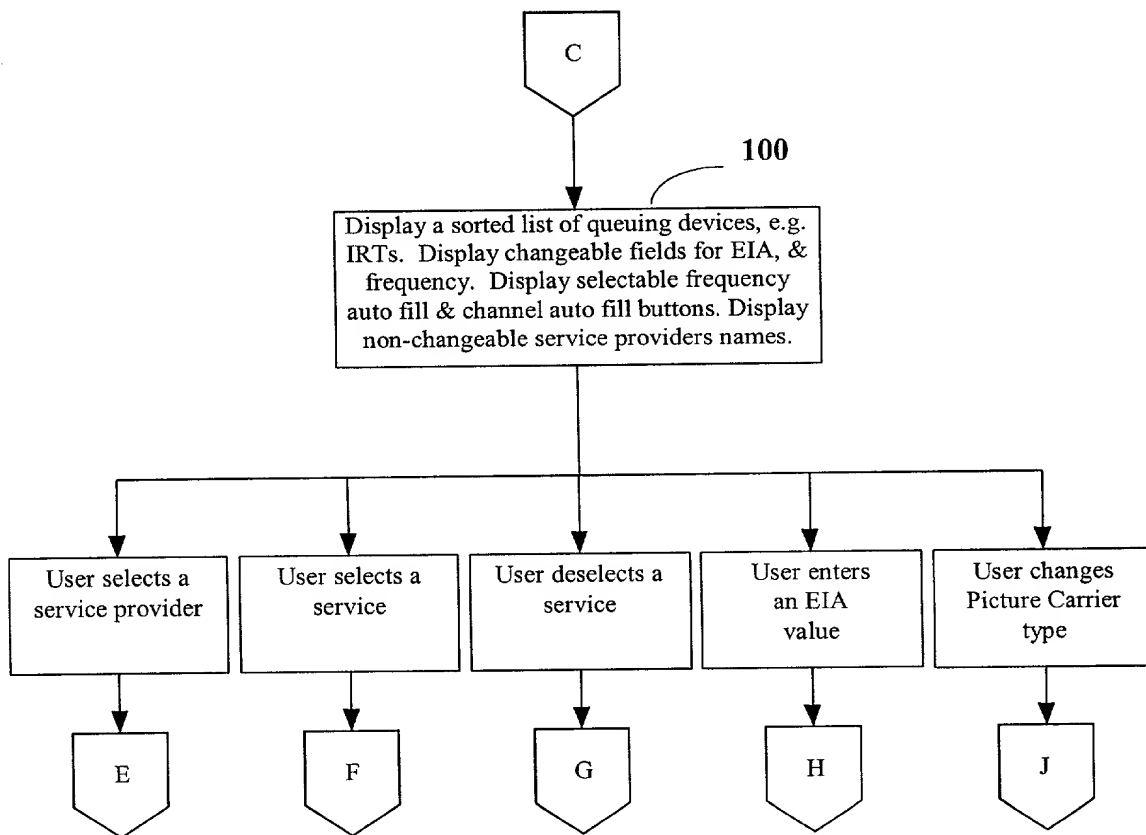 C
100
Display a sorted list of queuing devices, e.g.
IRTs. Display changeable fields for EIA, &
frequency. Display selectable frequency
auto fill & channel auto fill buttons. Display
non-changeable service providers names.
User selects a
service provider
User selects a
service
User deselects a
service
User enters
an EIA
value
User changes
Picture Carrier
type
E
F
G
H
J